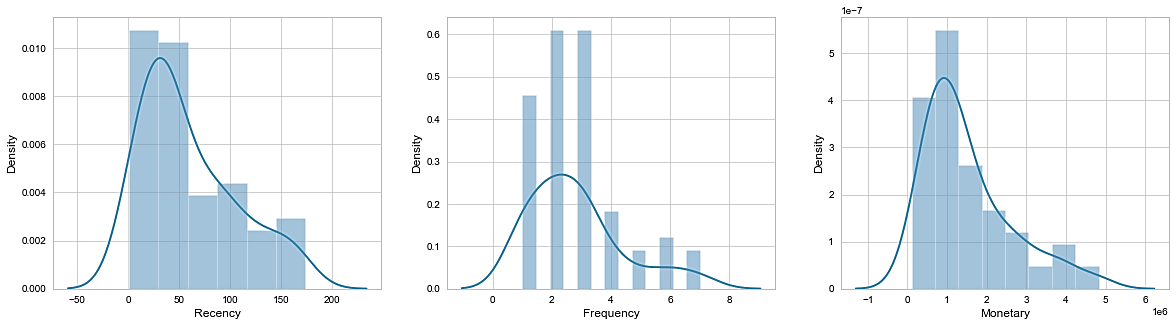 0.010
0.008
0.006
0.004
0.002
0.000
Density
−50 0 50 100 150 200
Recency
0.6
0.5
0.4
0.3
0.2
0.1
0.0
Density
0 2 4 6 8
Frequency
1e−7
5
4
3
2
1
0
Density
−1 0 1 2 3 4 5 6
1e6
Monetary